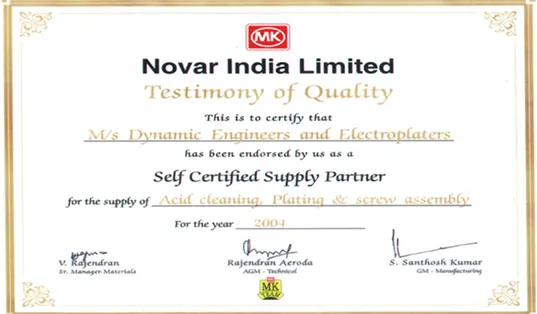 MK
Novar India Limited
Testimony of Quality
This is to certify that
M/s Dynamic Engineers and Electroplaters
has been endorsed by us as a
Self Certified Supply Partner
for the supply of Acid cleaning, Plating & screw assembly
For the year 2004
V. Rajendran Rajendran Aeroda S. Santhosh Kumar
Sr. Manager-Materials AGM - Technical GM - Manufacturing
MK